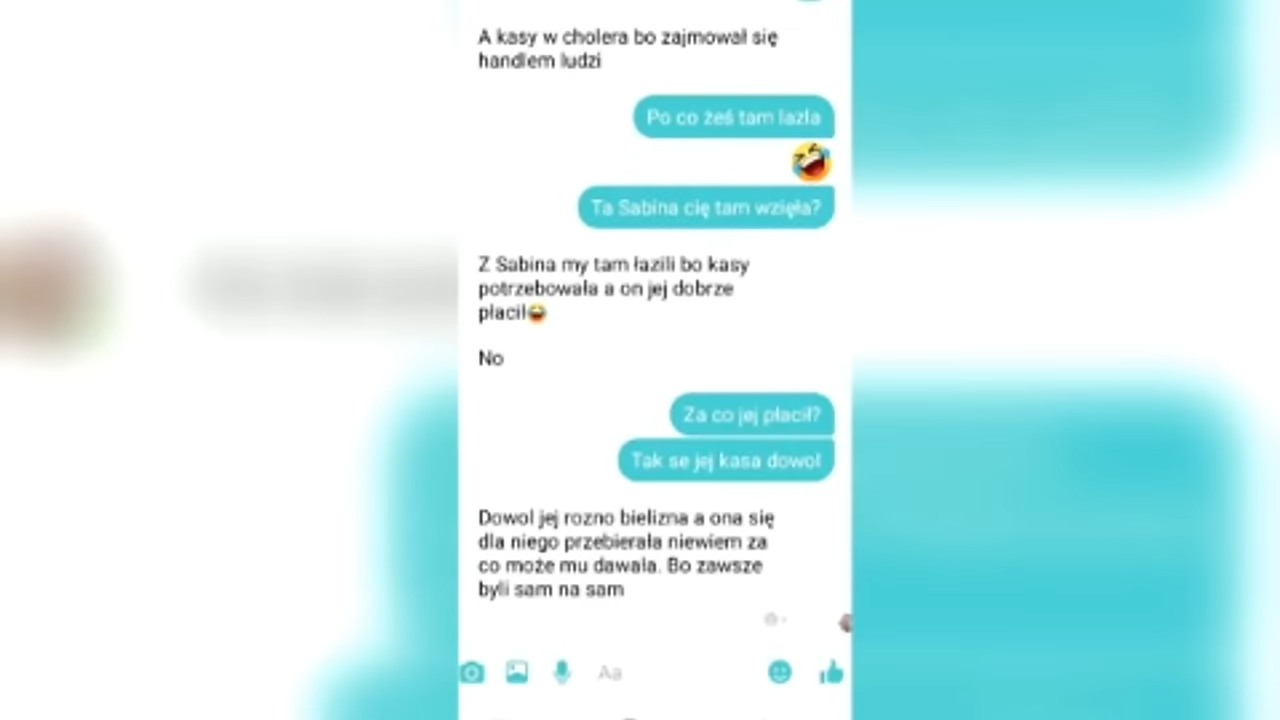 A kasy w cholera bo zajmował się
handlem ludzi
Po co żeś tam lazla
Ta Sabina cię tam wzięła?
Z Sabina my tam łazili bo kasy
potrzebowała a on jej dobrze
placil
No
Za co jej płacił?
Tak se jej kasa dowol
Dowol jej rozno bielizna a ona się
dla niego przebierała niewiem za
co może mu dawala. Bo zawsze
byli sam na sam
Aa